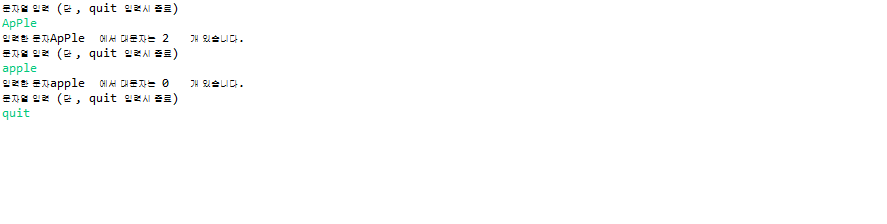 문자열 입력 (단, quit 입력시 종료)
ApPle
입력한 문자ApPle  에서 대문자는 2   개 있습니다.
문자열 입력 (단, quit 입력시 종료)
apple
입력한 문자apple  에서 대문자는 0   개 있습니다.
문자열 입력 (단, quit 입력시 종료)
quit